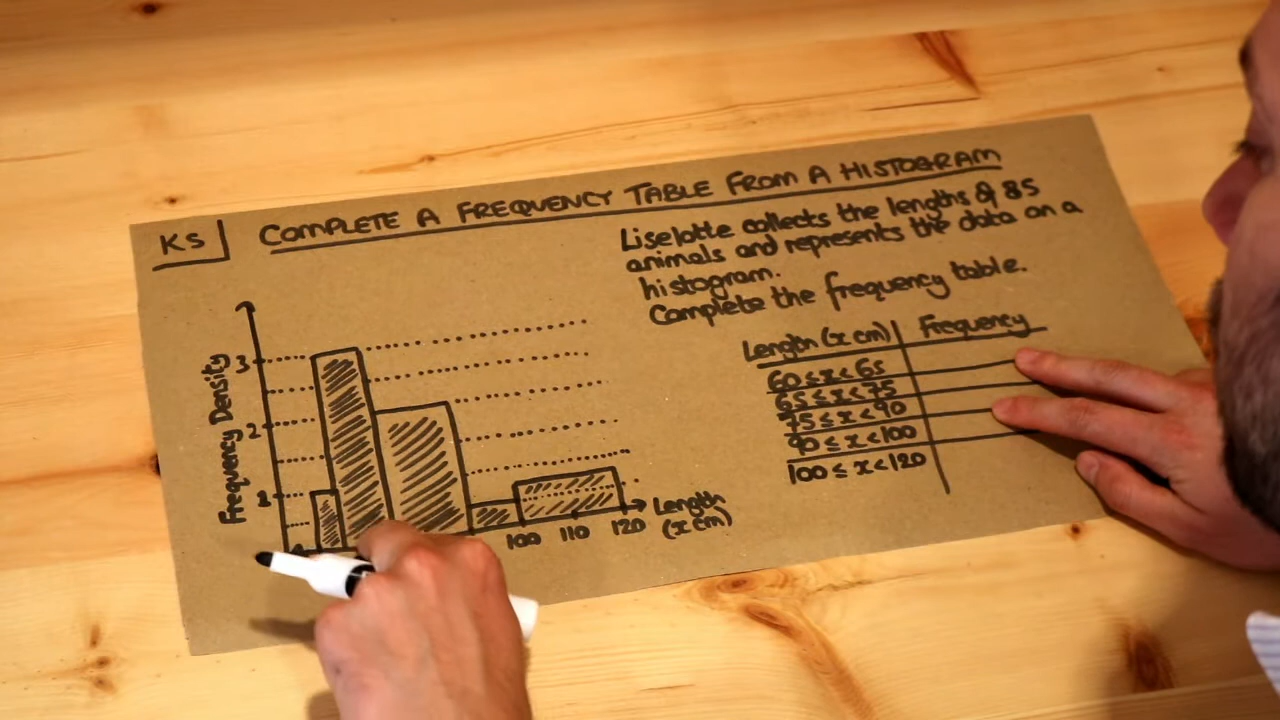 KS
COMPLETE A FREQUENCY TABLE FROM A HISTOGRAM
Liselotte collects the lengths of 85
animals and represents the data on a
histogram.
Complete the frequency table.
Length (x cm) Frequency
60 ≤ x < 65
65 ≤ x < 75
75 ≤ x < 90
90 ≤ x < 100
100 ≤ x < 120
Frequency Density
3
2
100 110 120
Length
(x cm)